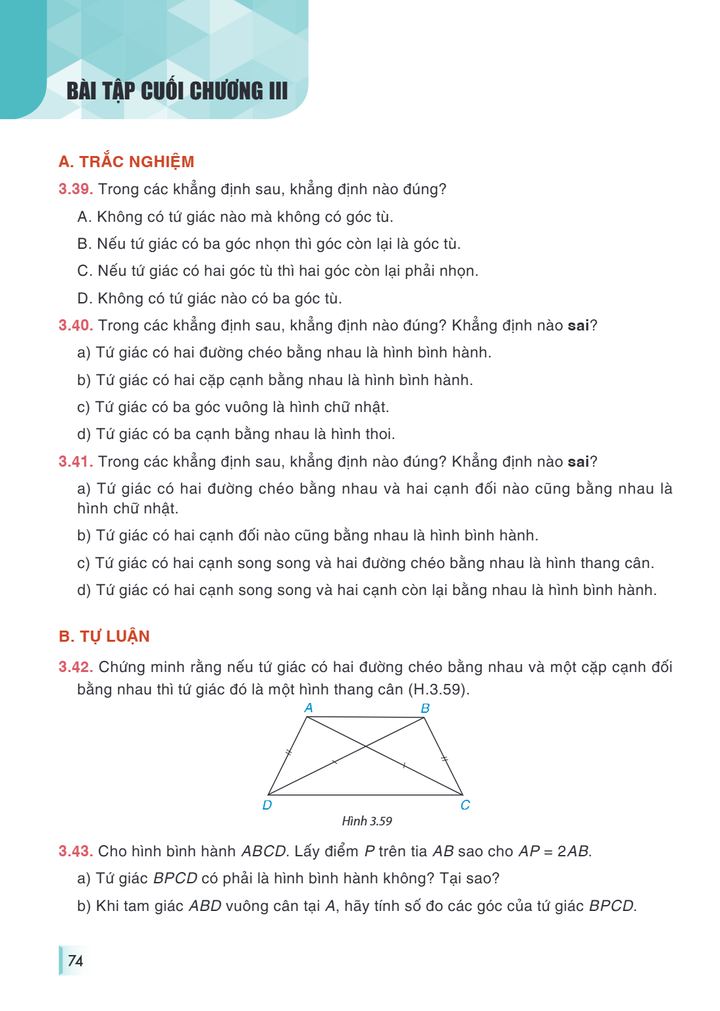 BÀI TẬP CUỐI CHƯƠNG III
A. TRẮC NGHIỆM
3.39. Trong các khẳng định sau, khẳng định nào đúng?
A. Không có tứ giác nào mà không có góc tù.
B. Nếu tứ giác có ba góc nhọn thì góc còn lại là góc tù.
C. Nếu tứ giác có hai góc tù thì hai góc còn lại phải nhọn.
D. Không có tứ giác nào có ba góc tù.
3.40. Trong các khẳng định sau, khẳng định nào đúng? Khẳng định nào sai?
a) Tứ giác có hai đường chéo bằng nhau là hình bình hành.
b) Tứ giác có hai cặp cạnh bằng nhau là hình bình hành.
c) Tứ giác có ba góc vuông là hình chữ nhật.
d) Tứ giác có ba cạnh bằng nhau là hình thoi.
3.41. Trong các khẳng định sau, khẳng định nào đúng? Khẳng định nào sai?
a) Tứ giác có hai đường chéo bằng nhau và hai cạnh đối nào cũng bằng nhau là
hình chữ nhật.
b) Tứ giác có hai cạnh đối nào cũng bằng nhau là hình bình hành.
c) Tứ giác có hai cạnh song song và hai đường chéo bằng nhau là hình thang cân.
d) Tứ giác có hai cạnh song song và hai cạnh còn lại bằng nhau là hình bình hành.
B. TỰ LUẬN
3.42. Chứng minh rằng nếu tứ giác có hai đường chéo bằng nhau và một cặp cạnh đối
bằng nhau thì tứ giác đó là một hình thang cân (H.3.59).
A B
D C
Hình 3.59
3.43. Cho hình bình hành ABCD. Lấy điểm P trên tia AB sao cho AP = 2AB.
a) Tứ giác BPCD có phải là hình bình hành không? Tại sao?
b) Khi tam giác ABD vuông cân tại A, hãy tính số đo các góc của tứ giác BPCD.
74